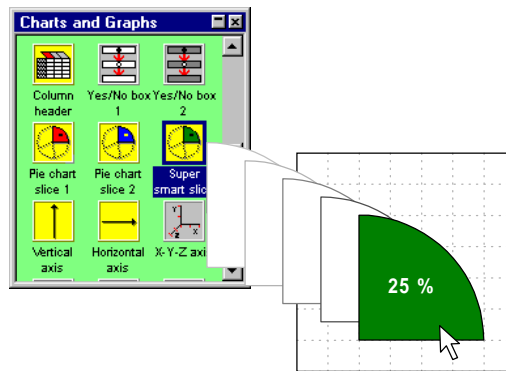 Charts and Graphs
Column header
Yes/No box 1
Yes/No box 2
Pie chart slice 1
Pie chart slice 2
Super smart slic
Vertical axis
Horizontal axis
X-Y-Z axi
Y
X
Z
25 %